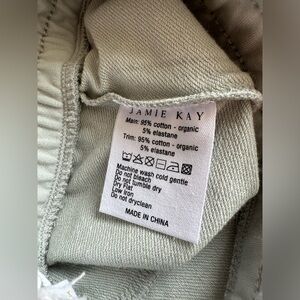 JAMIE KAY
Main: 95% cotton - organic
5% elastane
Trim: 95% cotton - organic
5% elastane
Machine wash cold gentle
Do not bleach
Do not tumble dry
Dry Flat
Low iron
Do not dryclean
MADE IN CHINA